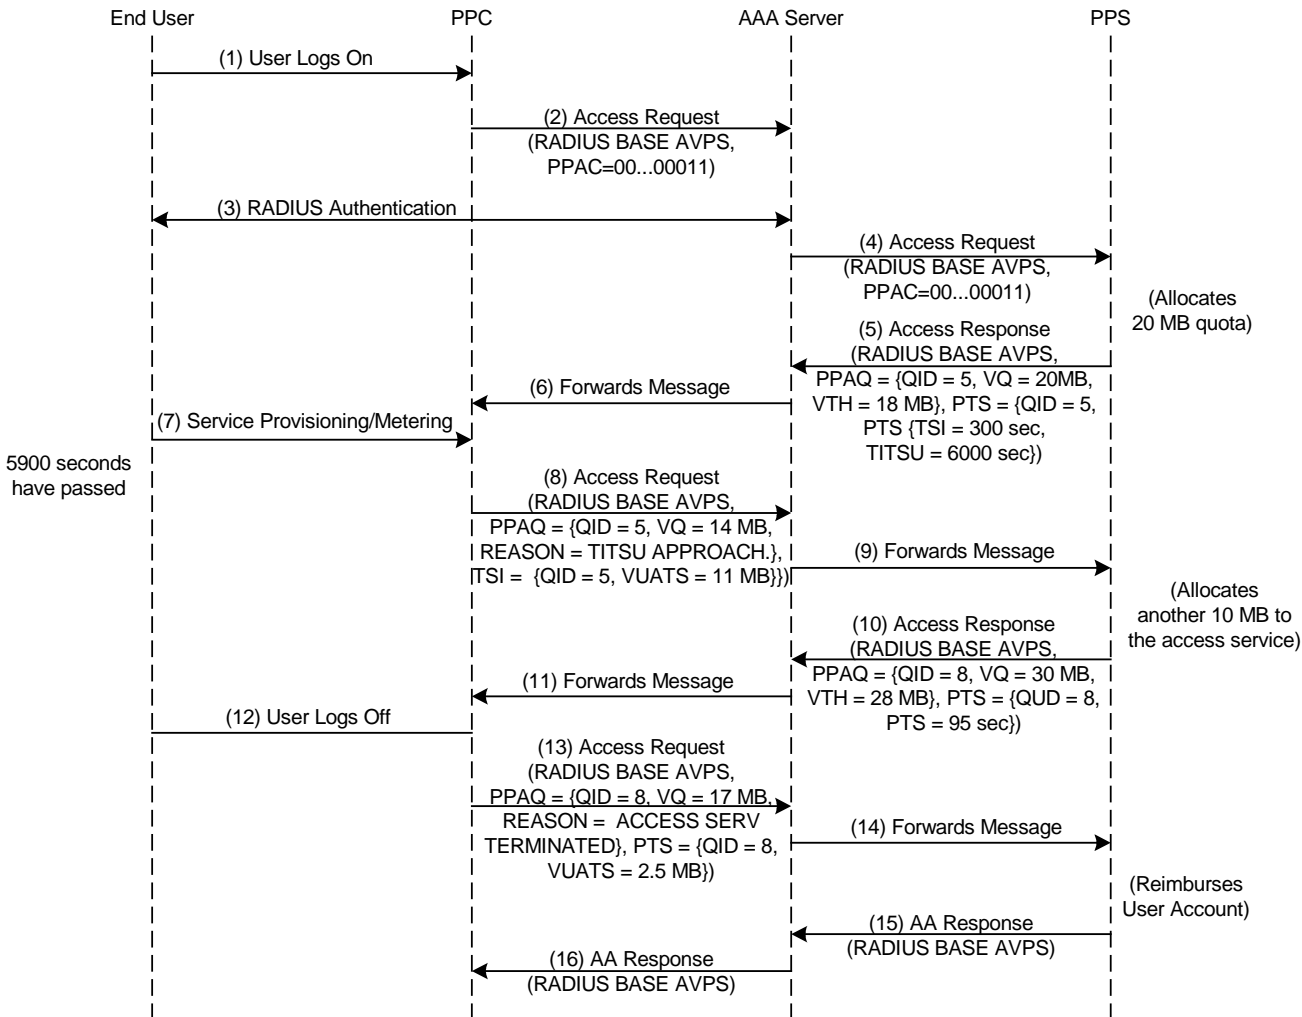 End User
PPC
AAA Server
PPS
(1) User Logs On
(2) Access Request
(RADIUS BASE AVPS,
PPAC=00...00011)
(3) RADIUS Authentication
(4) Access Request
(RADIUS BASE AVPS,
PPAC=00...00011)
(Allocates
20 MB quota)
(5) Access Response
(RADIUS BASE AVPS,
PPAQ = {QID = 5, VQ = 20MB,
VTH = 18 MB}, PTS = {QID = 5,
PTS {TSI = 300 sec,
TITSU = 6000 sec})
(6) Forwards Message
(7) Service Provisioning/Metering
5900 seconds
have passed
(8) Access Request
(RADIUS BASE AVPS,
PPAQ = {QID = 5, VQ = 14 MB,
REASON = TITSU APPROACH.},
TSI =  {QID = 5, VUATS = 11 MB}})
(9) Forwards Message
(Allocates
another 10 MB to
the access service)
(10) Access Response
(RADIUS BASE AVPS,
PPAQ = {QID = 8, VQ = 30 MB,
VTH = 28 MB}, PTS = {QUD = 8,
PTS = 95 sec})
(11) Forwards Message
(12) User Logs Off
(13) Access Request
(RADIUS BASE AVPS,
PPAQ = {QID = 8, VQ = 17 MB,
REASON =  ACCESS SERV
TERMINATED}, PTS = {QID = 8,
VUATS = 2.5 MB})
(14) Forwards Message
(Reimburses
User Account)
(15) AA Response
(RADIUS BASE AVPS)
(16) AA Response
(RADIUS BASE AVPS)